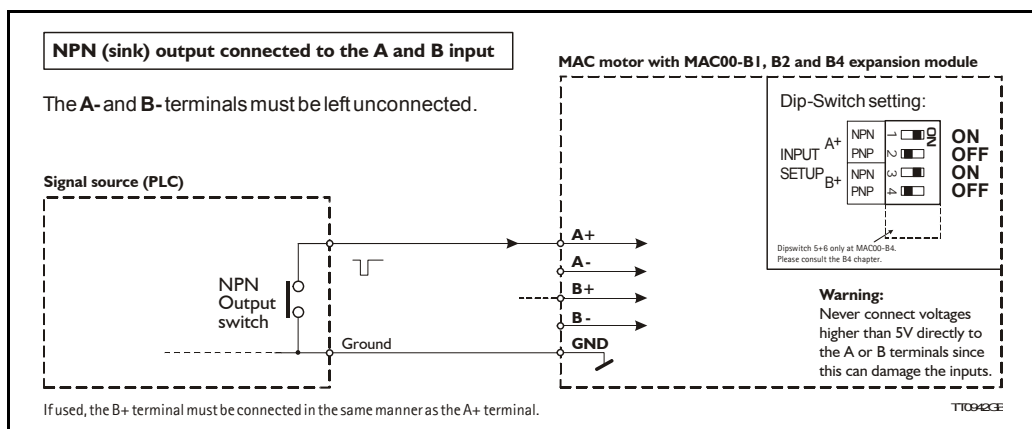 NPN (sink) output connected to the A and B input
The A- and B- terminals must be left unconnected.
Signal source (PLC)
NPN
Output
switch
Ground
MAC motor with MAC00-B1, B2 and B4 expansion module
A+
A-
B+
B-
GND
Dip-Switch setting:
INPUT
SETUP
A+
B+
NPN 1 ON
PNP 2 OFF
NPN 3 ON
PNP 4 OFF
ON
Dipswitch 5+6 only at MAC00-B4.
Please consult the B4 chapter.
Warning:
Never connect voltages
higher than 5V directly to
the A or B terminals since
this can damage the inputs.
If used, the B+ terminal must be connected in the same manner as the A+ terminal.
TT0942GE